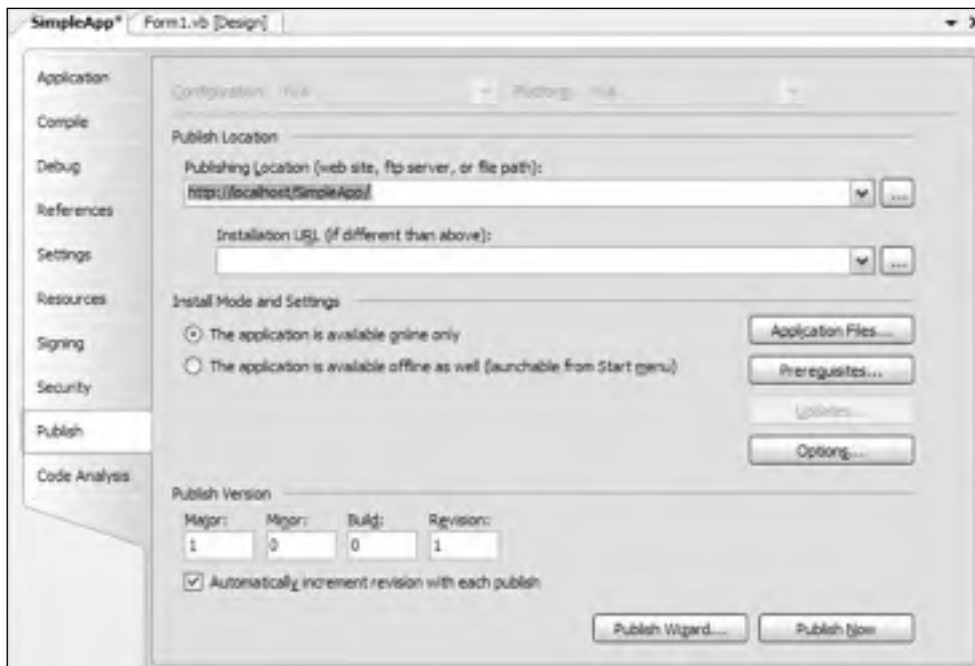 SimpleApp* Form1.vb [Design]
Application
Compile
Debug
References
Settings
Resources
Signing
Security
Publish
Code Analysis
Configuration: N/A Platform: N/A
Publish Location
Publishing Location (web site, ftp server, or file path):
http://localhost/SimpleApp/
...
Installation URL (if different than above):
...
Install Mode and Settings
The application is available online only
The application is available offline as well (launchable from Start menu)
Application Files...
Prerequisites...
Updates...
Options...
Publish Version
Major: Minor: Build: Revision:
1 0 0 1
Automatically increment revision with each publish
Publish Wizard... Publish Now